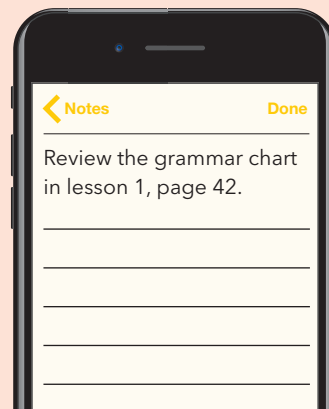 Notes Done
Review the grammar chart
in lesson 1, page 42.